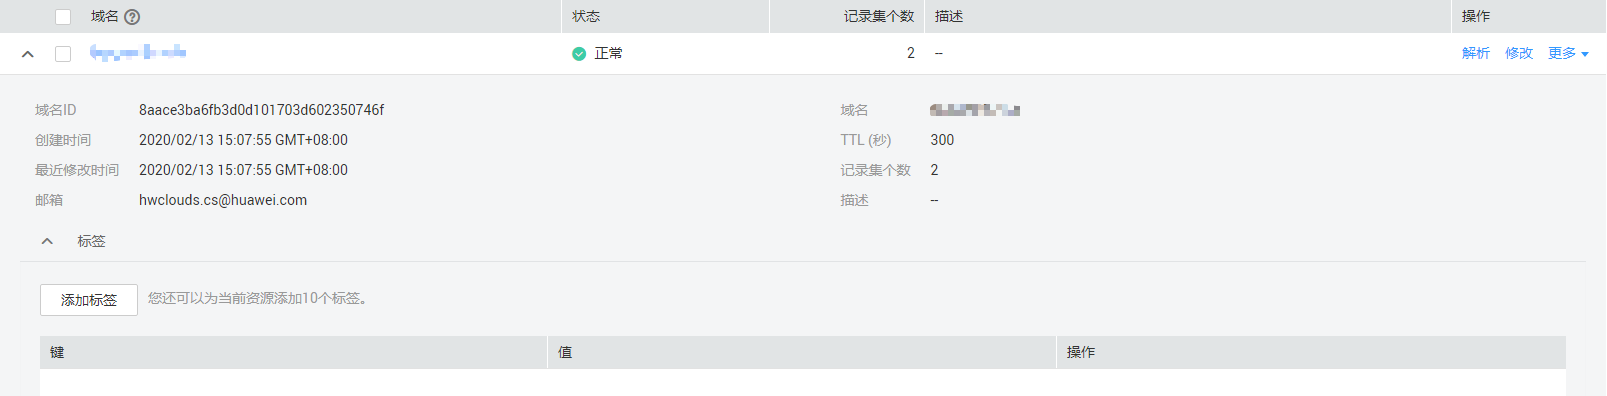 域名 ? 状态 记录集个数 描述 操作
正常 2 -- 解析 修改 更多
域名ID 8aace3ba6fb3d0d101703d602350746f 域名
创建时间 2020/02/13 15:07:55 GMT+08:00 TTL (秒) 300
最近修改时间 2020/02/13 15:07:55 GMT+08:00 记录集个数 2
邮箱 hwclouds.cs@huawei.com 描述 --
标签
添加标签 您还可以为当前资源添加10个标签。
键 值 操作